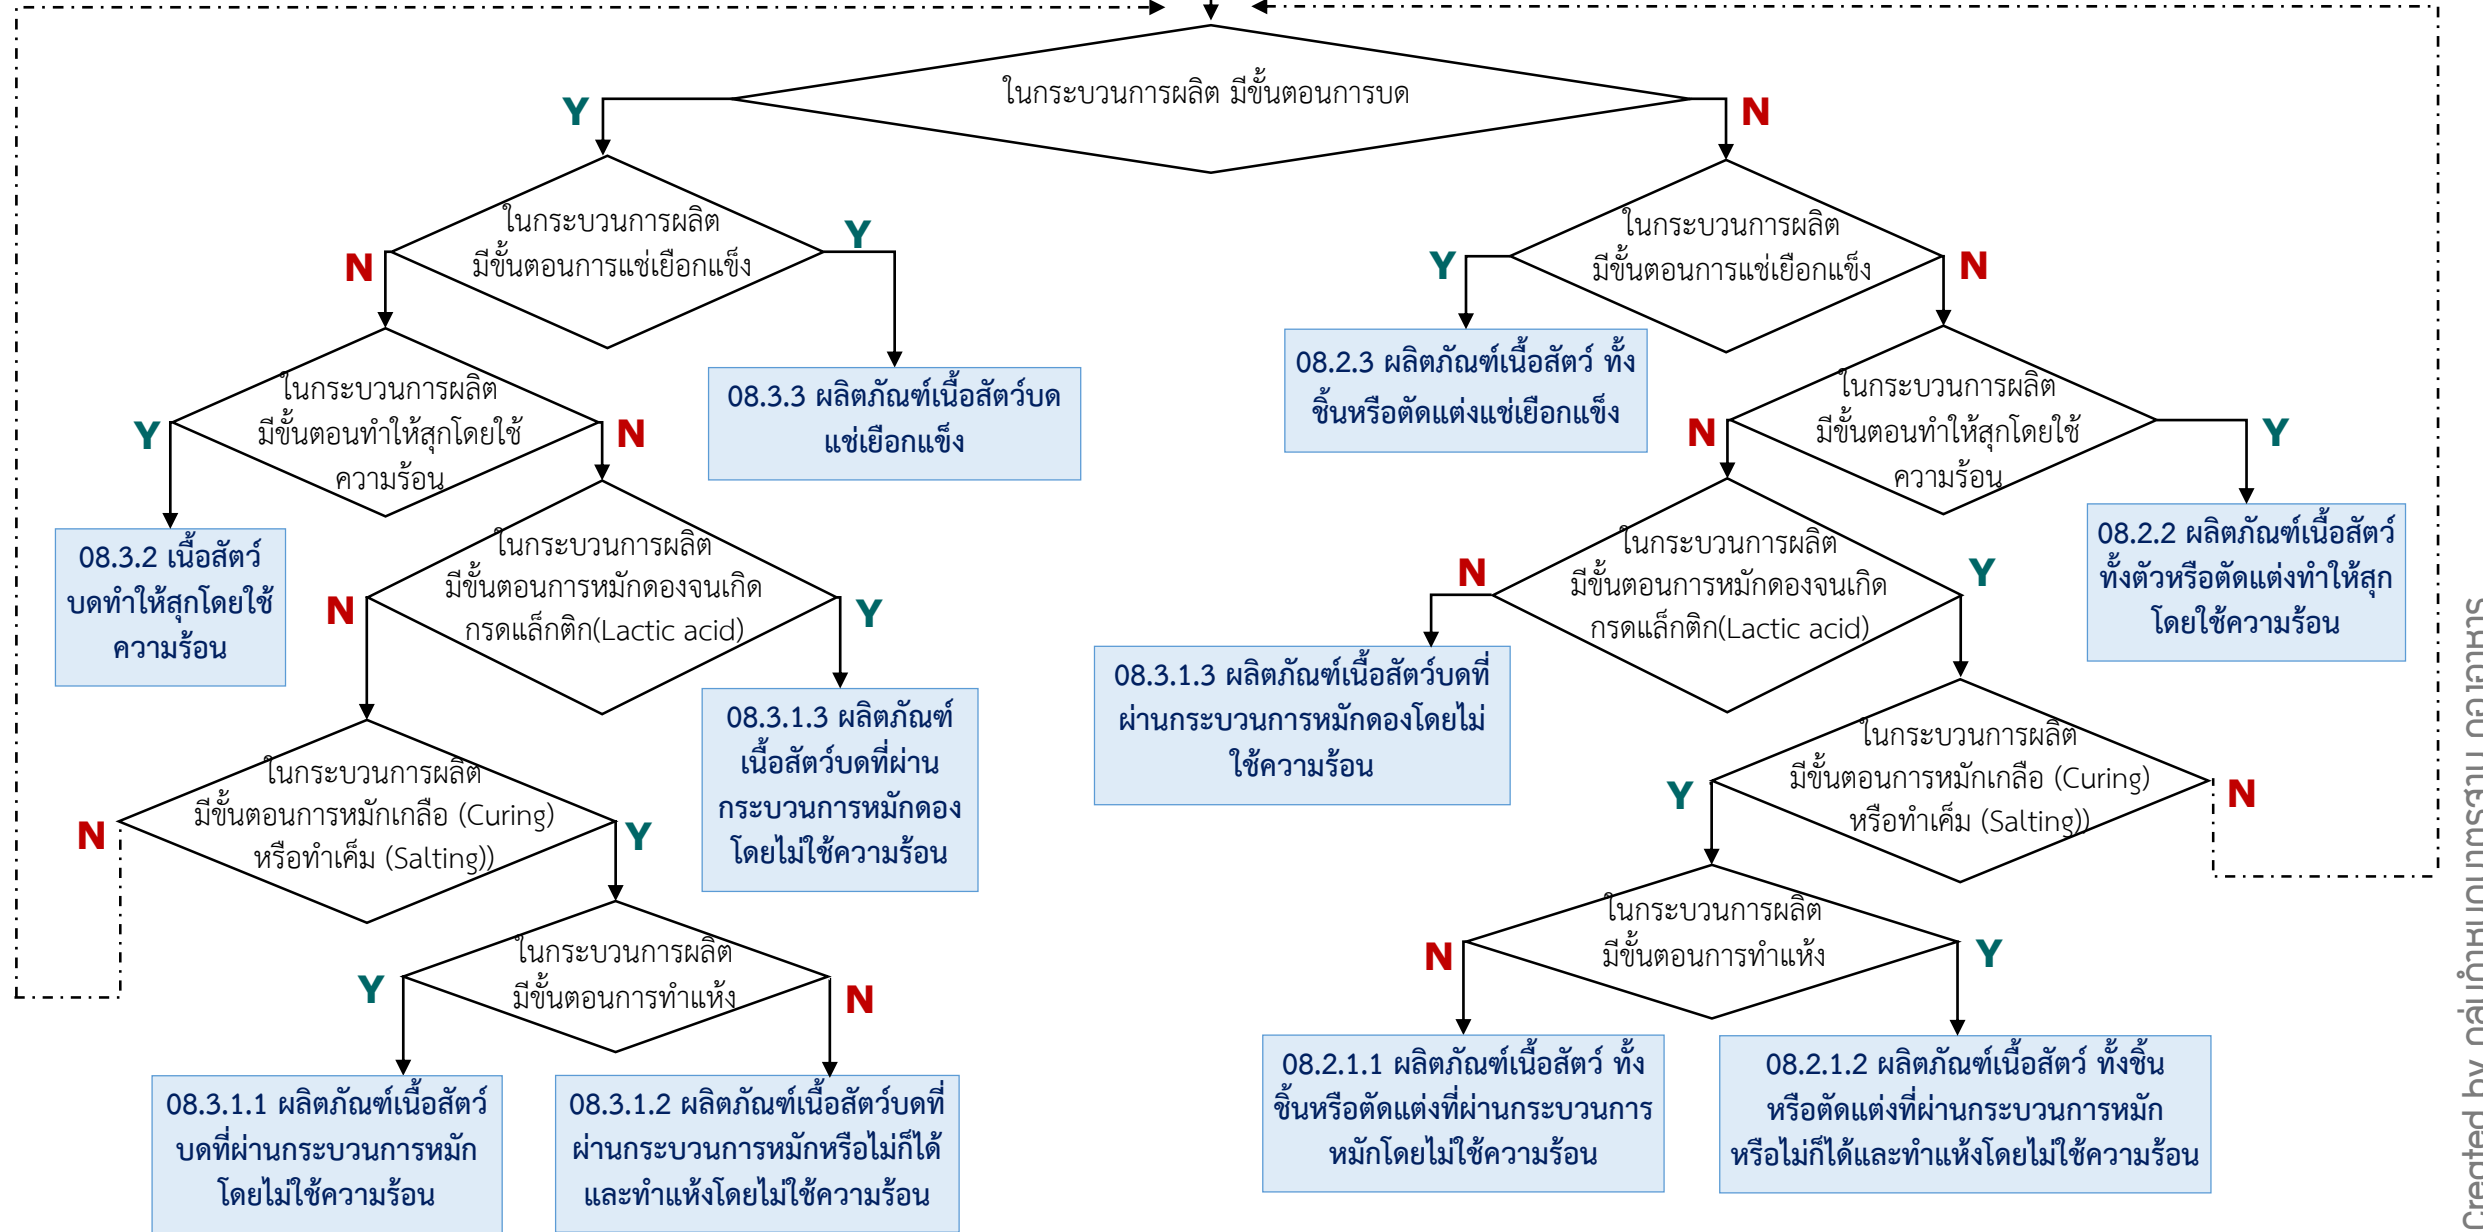 ในกระบวนการผลิต มีขั้นตอนการบด
Y
N
ในกระบวนการผลิต
มีขั้นตอนการแช่เยือกแข็ง
N
Y
ในกระบวนการผลิต
มีขั้นตอนการแช่เยือกแข็ง
Y
N
ในกระบวนการผลิต
มีขั้นตอนทำให้สุกโดยใช้
ความร้อน
Y
N
08.3.3 ผลิตภัณฑ์เนื้อสัตว์บด
แช่เยือกแข็ง
08.2.3 ผลิตภัณฑ์เนื้อสัตว์ ทั้ง
ชิ้นหรือตัดแต่งแช่เยือกแข็ง
ในกระบวนการผลิต
มีขั้นตอนทำให้สุกโดยใช้
ความร้อน
N
Y
08.3.2 เนื้อสัตว์
บดทำให้สุกโดยใช้
ความร้อน
ในกระบวนการผลิต
มีขั้นตอนการหมักดองจนเกิด
กรดแล็กติก(Lactic acid)
N
Y
ในกระบวนการผลิต
มีขั้นตอนการหมักดองจนเกิด
กรดแล็กติก(Lactic acid)
N
Y
08.2.2 ผลิตภัณฑ์เนื้อสัตว์
ทั้งตัวหรือตัดแต่งทำให้สุก
โดยใช้ความร้อน
08.3.1.3 ผลิตภัณฑ์
เนื้อสัตว์บดที่ผ่าน
กระบวนการหมักดอง
โดยไม่ใช้ความร้อน
08.3.1.3 ผลิตภัณฑ์เนื้อสัตว์บดที่
ผ่านกระบวนการหมักดองโดยไม่
ใช้ความร้อน
ในกระบวนการผลิต
มีขั้นตอนการหมักเกลือ (Curing)
หรือทำเค็ม (Salting))
N
Y
ในกระบวนการผลิต
มีขั้นตอนการหมักเกลือ (Curing)
หรือทำเค็ม (Salting))
Y
N
ในกระบวนการผลิต
มีขั้นตอนการทำแห้ง
Y
N
ในกระบวนการผลิต
มีขั้นตอนการทำแห้ง
N
Y
08.3.1.1 ผลิตภัณฑ์เนื้อสัตว์
บดที่ผ่านกระบวนการหมัก
โดยไม่ใช้ความร้อน
08.3.1.2 ผลิตภัณฑ์เนื้อสัตว์บดที่
ผ่านกระบวนการหมักหรือไม่ก็ได้
และทำแห้งโดยไม่ใช้ความร้อน
08.2.1.1 ผลิตภัณฑ์เนื้อสัตว์ ทั้ง
ชิ้นหรือตัดแต่งที่ผ่านกระบวนการ
หมักโดยไม่ใช้ความร้อน
08.2.1.2 ผลิตภัณฑ์เนื้อสัตว์ ทั้งชิ้น
หรือตัดแต่งที่ผ่านกระบวนการหมัก
หรือไม่ก็ได้และทำแห้งโดยไม่ใช้ความร้อน
Created by กลุ่มกำหนดมาตรฐาน กองอาหาร